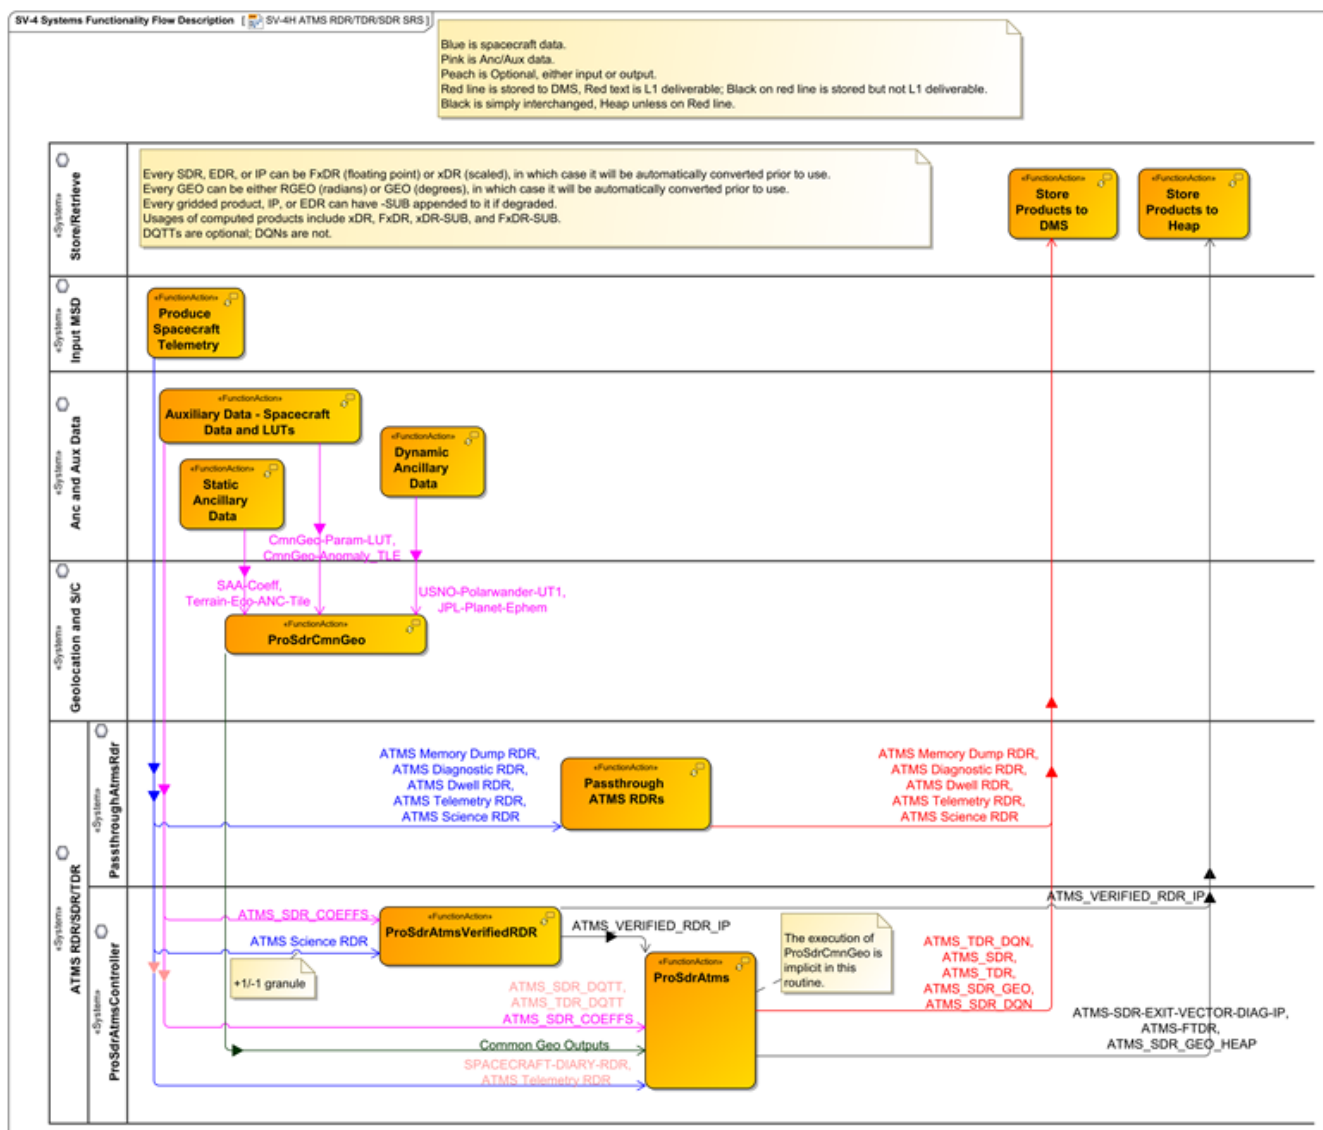 SV-4 Systems Functionality Flow Description [ SV-4H ATMS RDR/TDR/SDR SRS ]
Blue is spacecraft data.
Pink is Anc/Aux data.
Peach is Optional, either input or output.
Red line is stored to DMS, Red text is L1 deliverable; Black on red line is stored but not L1 deliverable.
Black is simply interchanged, Heap unless on Red line.
«System»
Store/Retrieve
Every SDR, EDR, or IP can be FxDR (floating point) or xDR (scaled), in which case it will be automatically converted prior to use.
Every GEO can be either RGEO (radians) or GEO (degrees), in which case it will be automatically converted prior to use.
Every gridded product, IP, or EDR can have -SUB appended to it if degraded.
Usages of computed products include xDR, FxDR, xDR-SUB, and FxDR-SUB.
DQTTs are optional; DQNs are not.
«FunctionAction»
Store
Products to
DMS
«FunctionAction»
Store
Products to
Heap
«System»
Input MSD
«FunctionAction»
Produce
Spacecraft
Telemetry
«System»
Anc and Aux Data
«FunctionAction»
Auxiliary Data - Spacecraft
Data and LUTs
«FunctionAction»
Static
Ancillary
Data
«FunctionAction»
Dynamic
Ancillary
Data
CmnGeo-Param-LUT,
CmnGeo-Anomaly_TLE
«System»
Geolocation and S/C
SAA-Coeff,
Terrain-Eco-ANC-Tile
USNO-Polarwander-UT1,
JPL-Planet-Ephem
«FunctionAction»
ProSdrCmnGeo
«System»
ATMS RDR/SDR/TDR
«System»
PassthroughAtmsRdr
ATMS Memory Dump RDR,
ATMS Diagnostic RDR,
ATMS Dwell RDR,
ATMS Telemetry RDR,
ATMS Science RDR
«FunctionAction»
Passthrough
ATMS RDRs
ATMS Memory Dump RDR,
ATMS Diagnostic RDR,
ATMS Dwell RDR,
ATMS Telemetry RDR,
ATMS Science RDR
«System»
ProSdrAtmsController
ATMS_SDR_COEFFS
ATMS Science RDR
+1/-1 granule
«FunctionAction»
ProSdrAtmsVerifiedRDR
ATMS_VERIFIED_RDR_IP
ATMS_VERIFIED_RDR_IP
«FunctionAction»
ProSdrAtms
The execution of
ProSdrCmnGeo is
implicit in this
routine.
ATMS_TDR_DQN,
ATMS_SDR,
ATMS_TDR,
ATMS_SDR_GEO,
ATMS_SDR_DQN
ATMS_SDR_DQTT,
ATMS_TDR_DQTT
ATMS_SDR_COEFFS
Common Geo Outputs
SPACECRAFT-DIARY-RDR,
ATMS Telemetry RDR
ATMS-SDR-EXIT-VECTOR-DIAG-IP,
ATMS-FTDR,
ATMS_SDR_GEO_HEAP